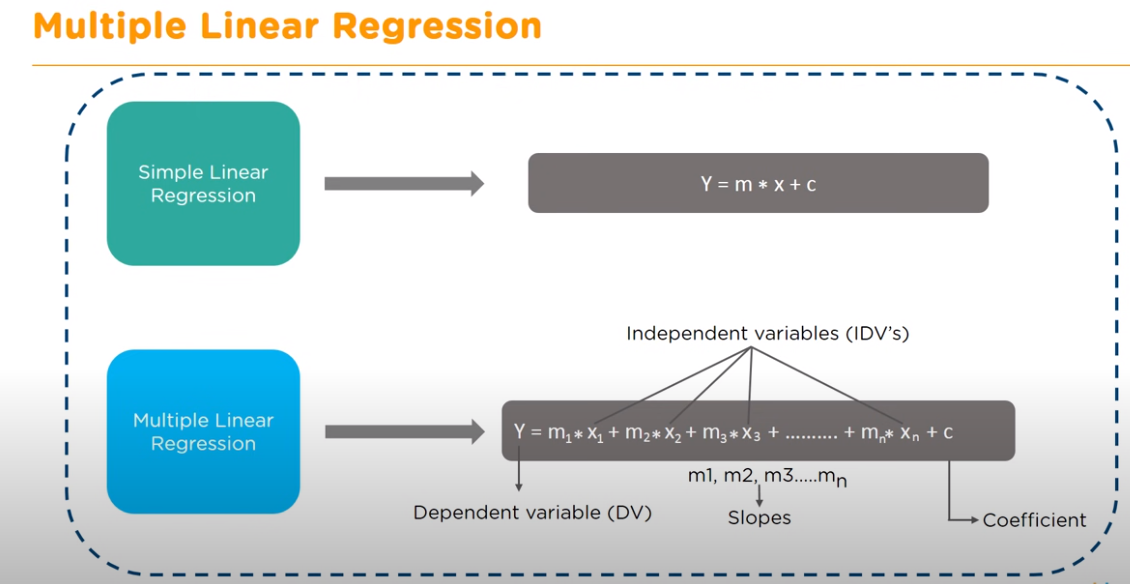 Multiple Linear Regression
Simple Linear
Regression
Y = m * x + c
Independent variables (IDV's)
Multiple Linear
Regression
Y = m₁* x₁ + m₂* x₂ + m₃* x₃ + .......... + mₙ* xₙ + c
m1, m2, m3.....mₙ
Dependent variable (DV)
Slopes
Coefficient